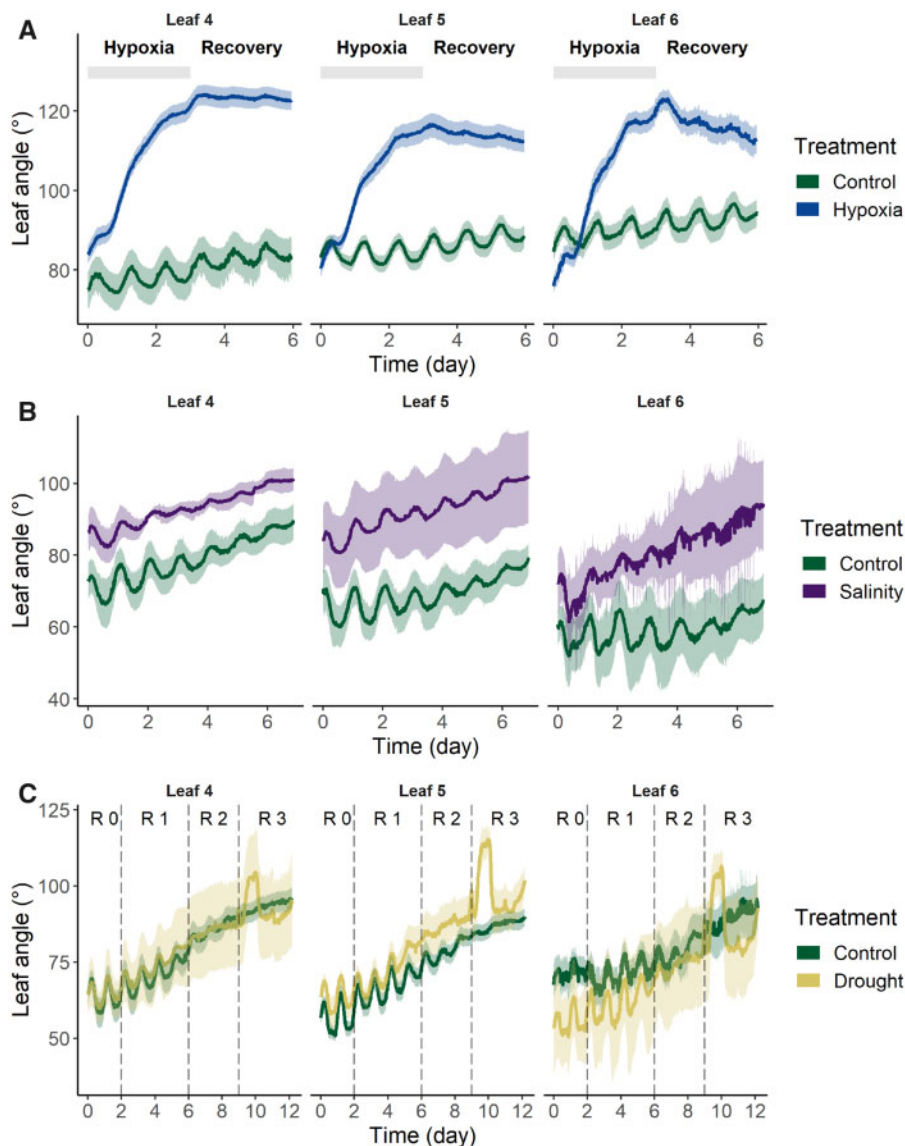 A
Leaf 4 Leaf 5 Leaf 6
Hypoxia Recovery Hypoxia Recovery Hypoxia Recovery
Leaf angle (°)
120
100
80
0 2 4 6 0 2 4 6 0 2 4 6
Time (day)
Treatment
Control
Hypoxia
B
Leaf 4 Leaf 5 Leaf 6
Leaf angle (°)
100
80
60
40
0 2 4 6 0 2 4 6 0 2 4 6
Time (day)
Treatment
Control
Salinity
C
Leaf 4 Leaf 5 Leaf 6
R 0 R 1 R 2 R 3 R 0 R 1 R 2 R 3 R 0 R 1 R 2 R 3
Leaf angle (°)
125
100
75
50
0 2 4 6 8 10 12 0 2 4 6 8 10 12 0 2 4 6 8 10 12
Time (day)
Treatment
Control
Drought